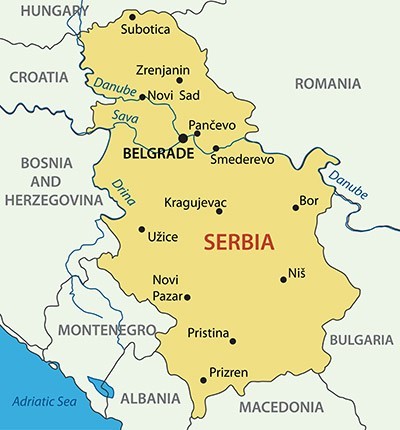 HUNGARY
Subotica
CROATIA
Zrenjanin
ROMANIA
Danube
Novi Sad
Sava
Pančevo
BELGRADE
Smederevo
BOSNIA
AND
HERZEGOVINA
Danube
Drina
Kragujevac
Bor
Užice
SERBIA
Novi
Pazar
Niš
MONTENEGRO
Pristina
BULGARIA
Prizren
Adriatic Sea
ALBANIA
MACEDONIA